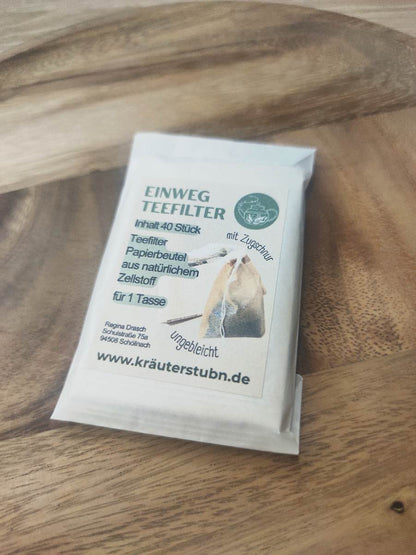 EINWEG
TEEFILTER
Inhalt 40 Stück
mit Zugschnur
Teefilter
Papierbeutel
aus natürlichem
Zellstoff
für 1 Tasse
ungebleicht
Regina Drasch
Schulstraße 75a
94508 Schöllnach
www.kräuterstubn.de